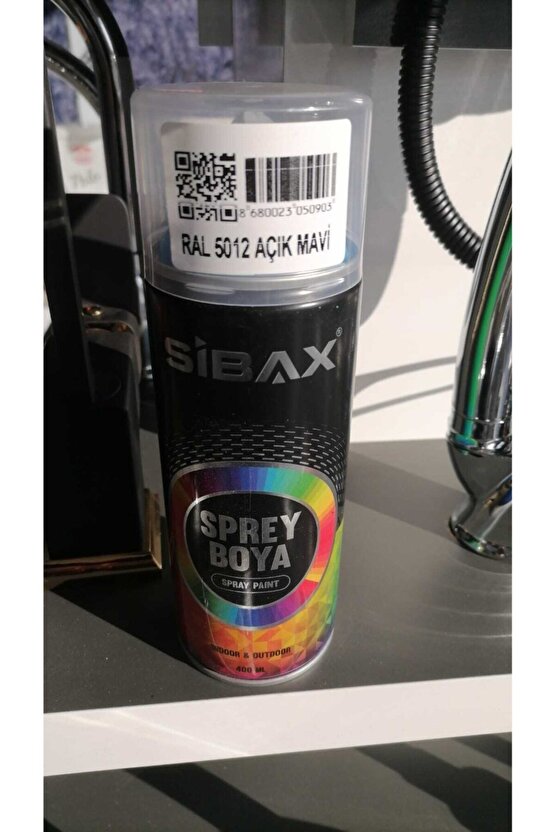 8 680023 050903
RAL 5012 AÇIK MAVİ
SİBAX®
SPREY
BOYA
SPRAY PAINT
INDOOR & OUTDOOR
400 ML